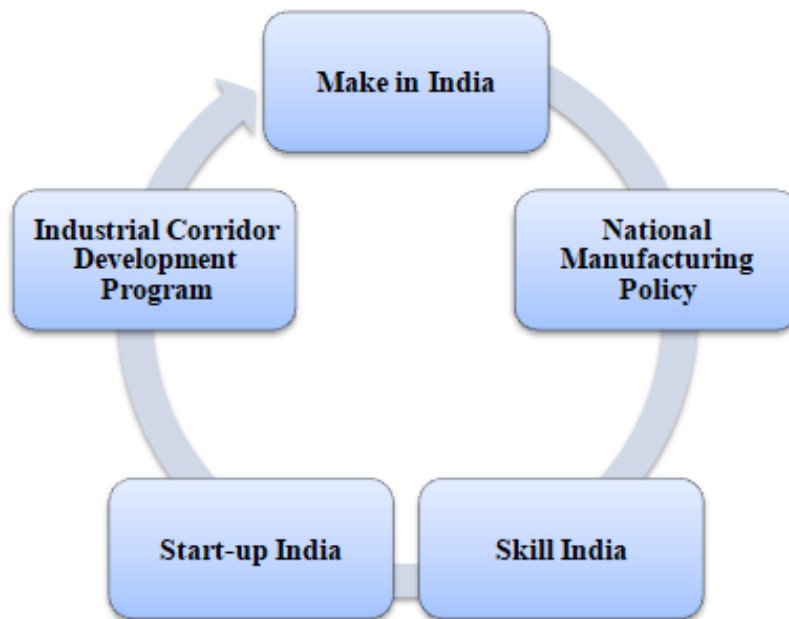 Make in India
National
Manufacturing
Policy
Skill India
Start-up India
Industrial Corridor
Development
Program